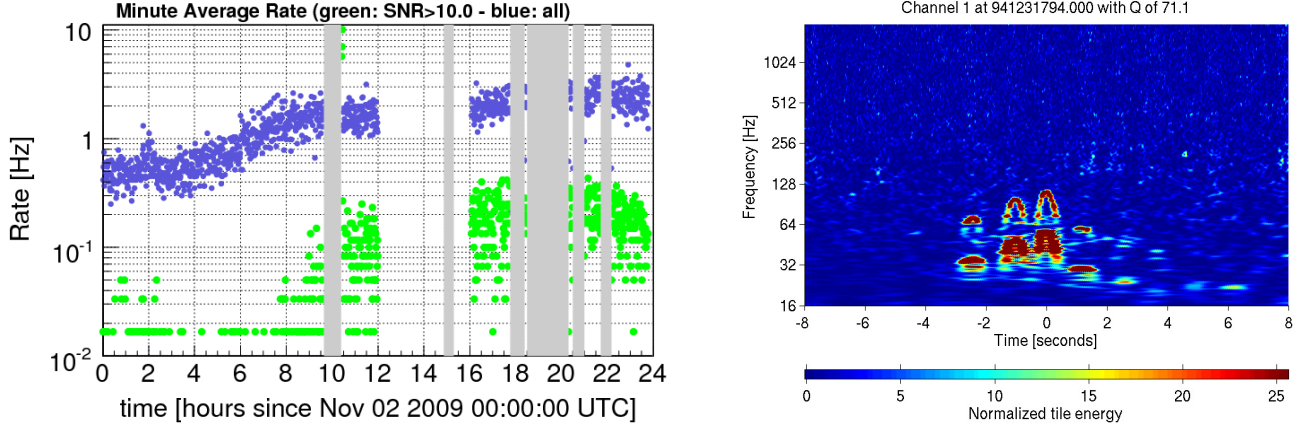 Minute Average Rate (green: SNR>10.0 - blue: all)
10
1
10⁻¹
10⁻²
Rate [Hz]
0 2 4 6 8 10 12 14 16 18 20 22 24
time [hours since Nov 02 2009 00:00:00 UTC]
Channel 1 at 941231794.000 with Q of 71.1
1024
512
256
128
64
32
16
Frequency [Hz]
-8 -6 -4 -2 0 2 4 6 8
Time [seconds]
0 5 10 15 20 25
Normalized tile energy